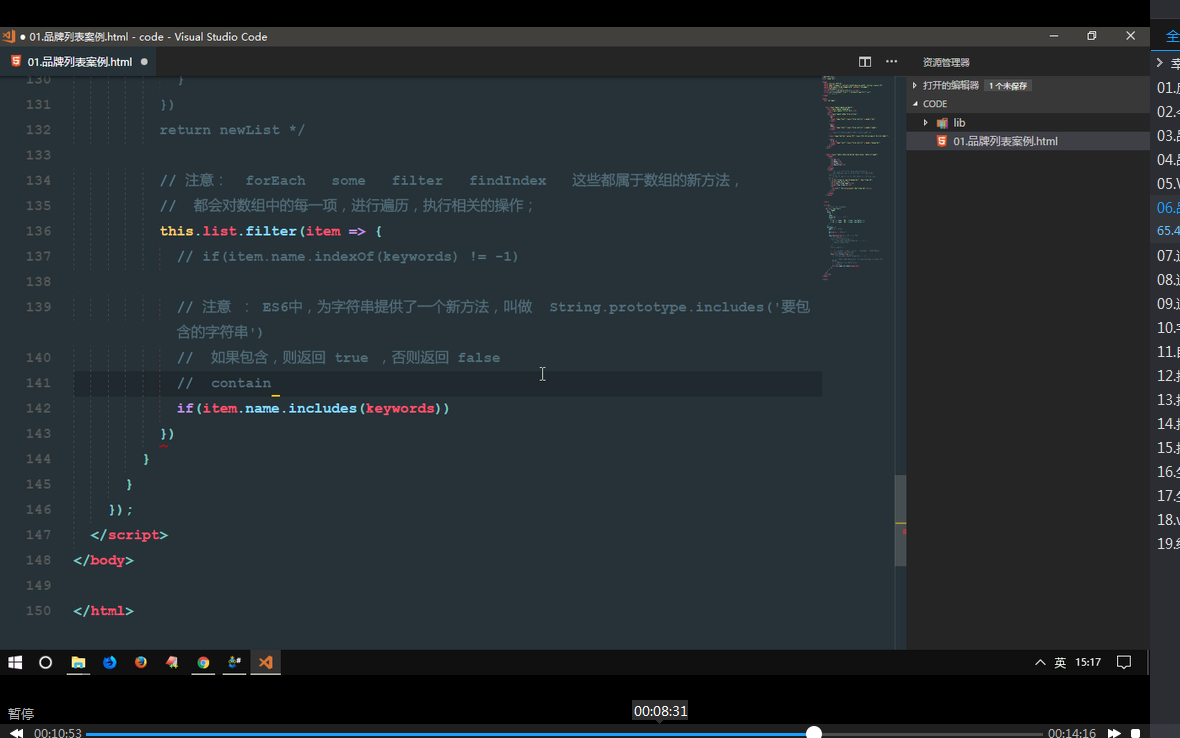 01.品牌列表案例.html - code - Visual Studio Code
01.品牌列表案例.html
资源管理器
130 }
131 })
132 return newList */
133
134 // 注意： forEach some filter findIndex 这些都属于数组的新方法，
135 // 都会对数组中的每一项，进行遍历，执行相关的操作；
136 this.list.filter(item => {
137 // if(item.name.indexOf(keywords) != -1)
138
139 // 注意 ： ES6中，为字符串提供了一个新方法，叫做 String.prototype.includes('要包
含的字符串')
140 // 如果包含，则返回 true ，否则返回 false
141 // contain
142 if(item.name.includes(keywords))
143 })
144 }
145 }
146 });
147 </script>
148 </body>
149
150 </html>
打开的编辑器 1 个未保存
CODE
lib
01.品牌列表案例.html
全
01.
02.
03.
04.
05.
06.
65.4
07.
08.
09.
10.
11.
12.
13.
14.
15.
16.
17.
18.
19.
英 15:17
暂停
00:08:31
00:10:53
00:14:16